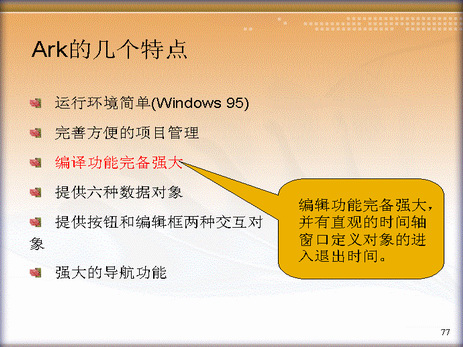 Ark的几个特点
运行环境简单(Windows 95)
完善方便的项目管理
编译功能完备强大
提供六种数据对象
提供按钮和编辑框两种交互对
象
强大的导航功能
编辑功能完备强大，
并有直观的时间轴
窗口定义对象的进
入退出时间。
77